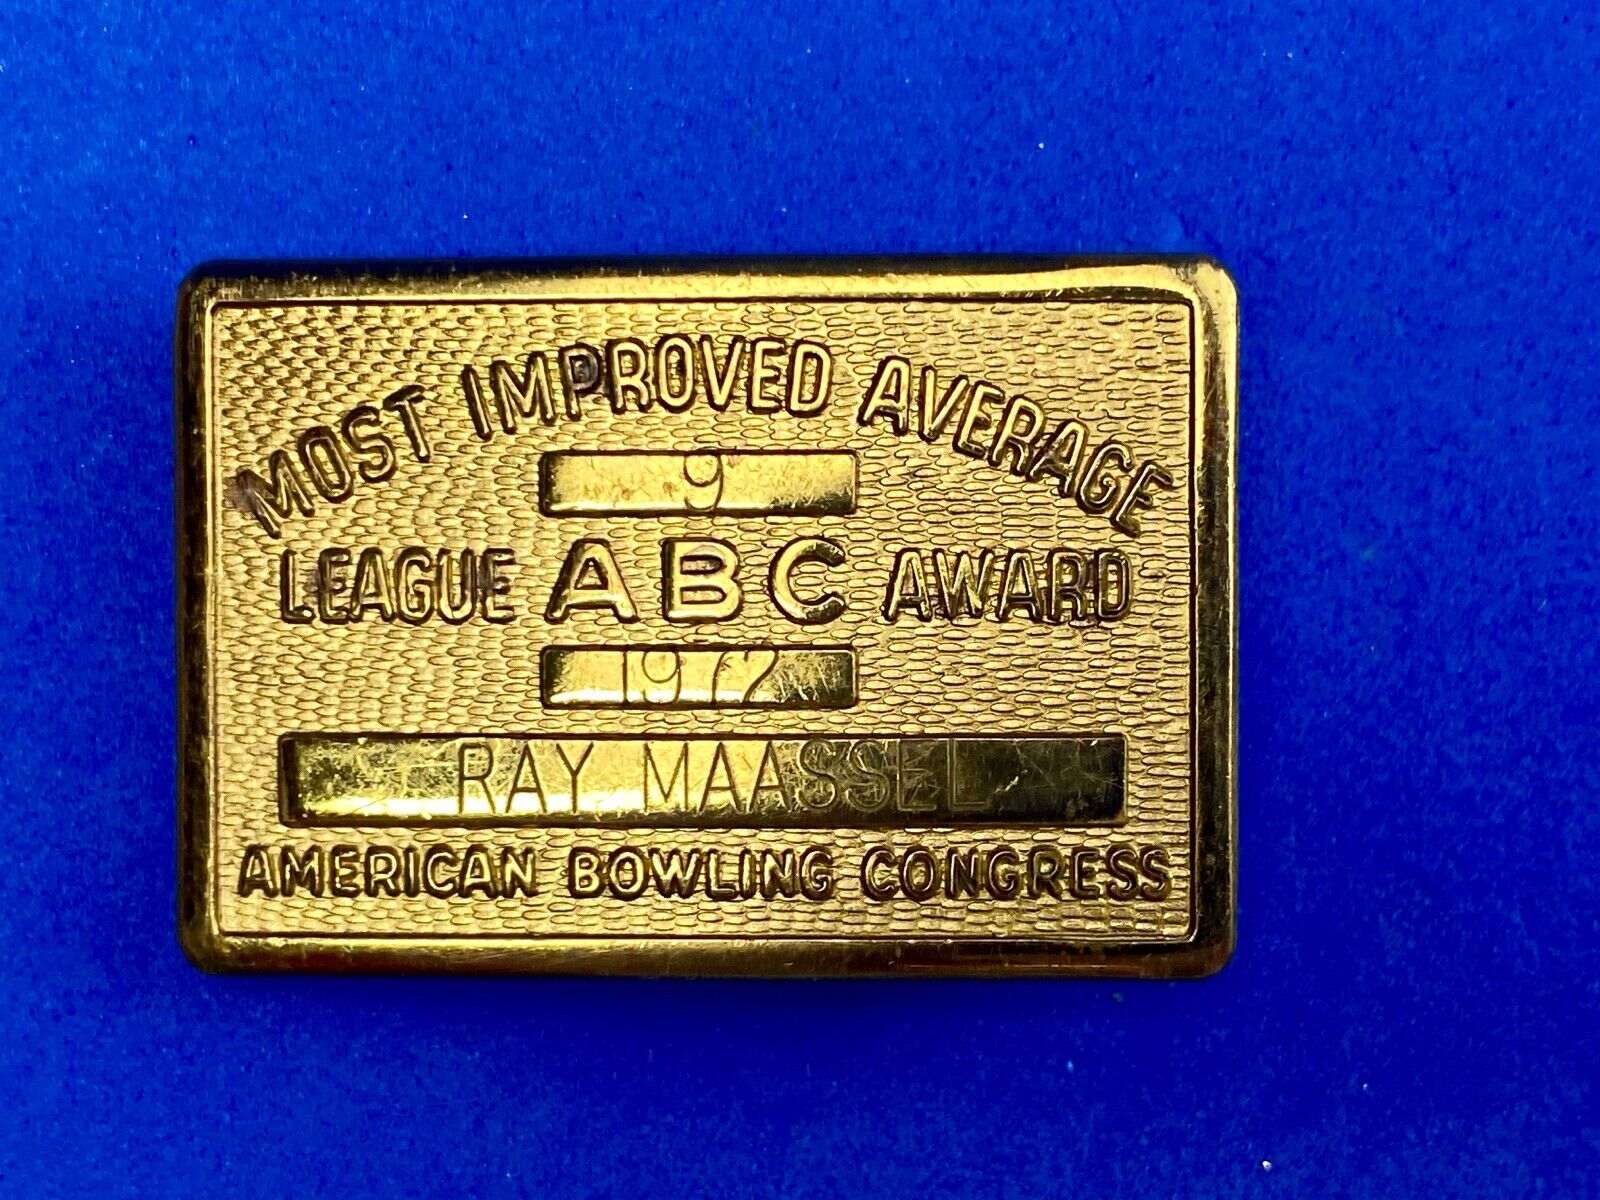 MOST IMPROVED AVERAGE
9
LEAGUE ABC AWARD
1972
RAY MAASSEL
AMERICAN BOWLING CONGRESS